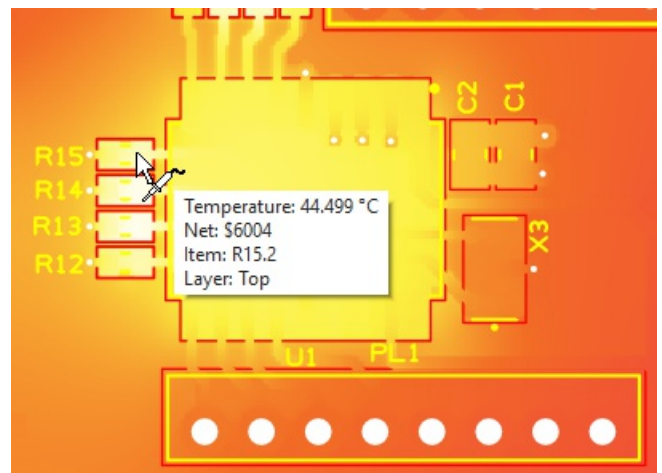 C2
C1
R15
R14
R13
R12
Temperature: 44.499 °C
Net: $6004
Item: R15.2
Layer: Top
X3
U1
PL1